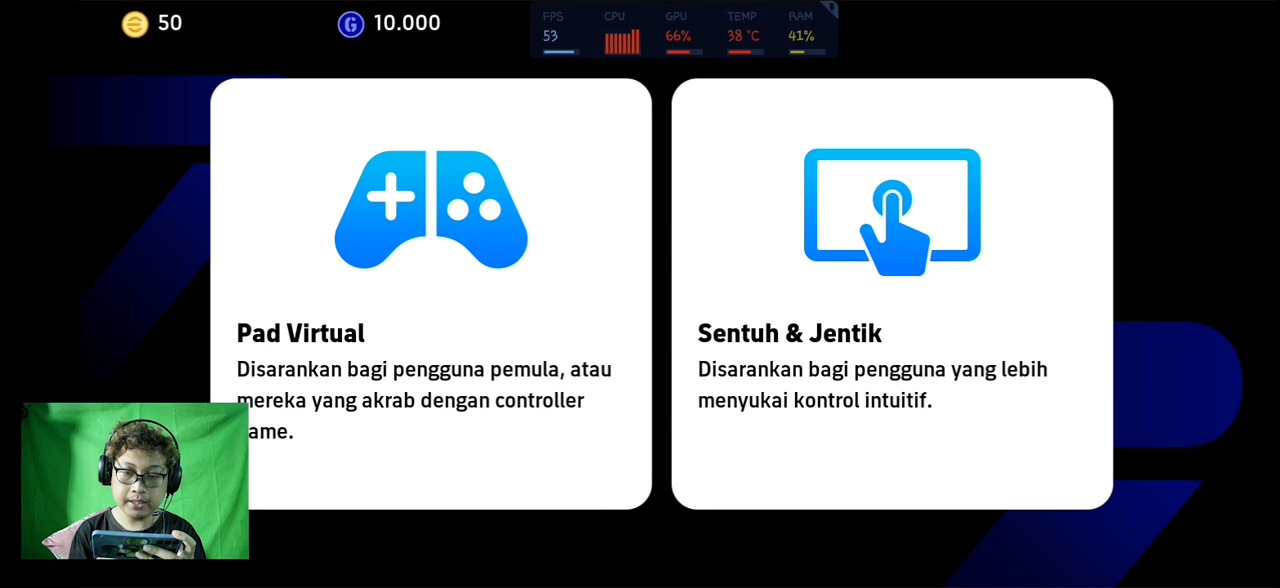 50
10.000
FPS CPU GPU TEMP RAM
53 66% 38 °C 41%
Pad Virtual
Disarankan bagi pengguna pemula, atau
mereka yang akrab dengan controller
ame.
Sentuh & Jentik
Disarankan bagi pengguna yang lebih
menyukai kontrol intuitif.